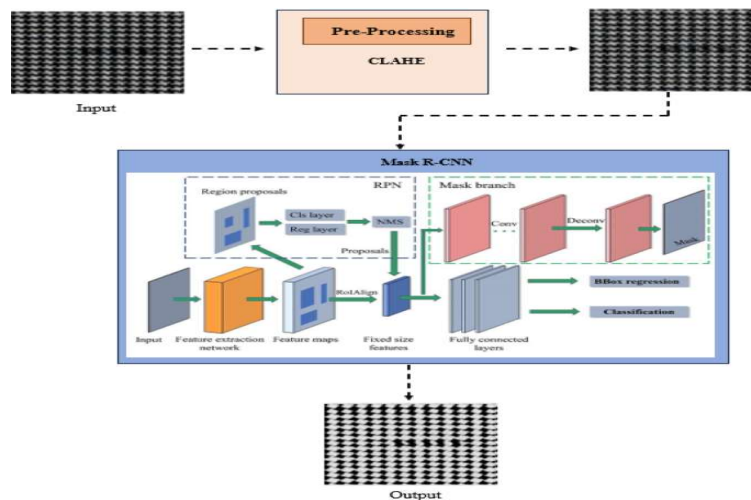 Pre-Processing
CLAHE
Input
Mask R-CNN
Region proposals
RPN
Cls layer
Reg layer
NMS
Proposals
Mask branch
Conv
Deconv
Mask
RoIAlign
BBox regression
Classification
Input
Feature extraction
network
Feature maps
Fixed size
features
Fully connected
layers
Output